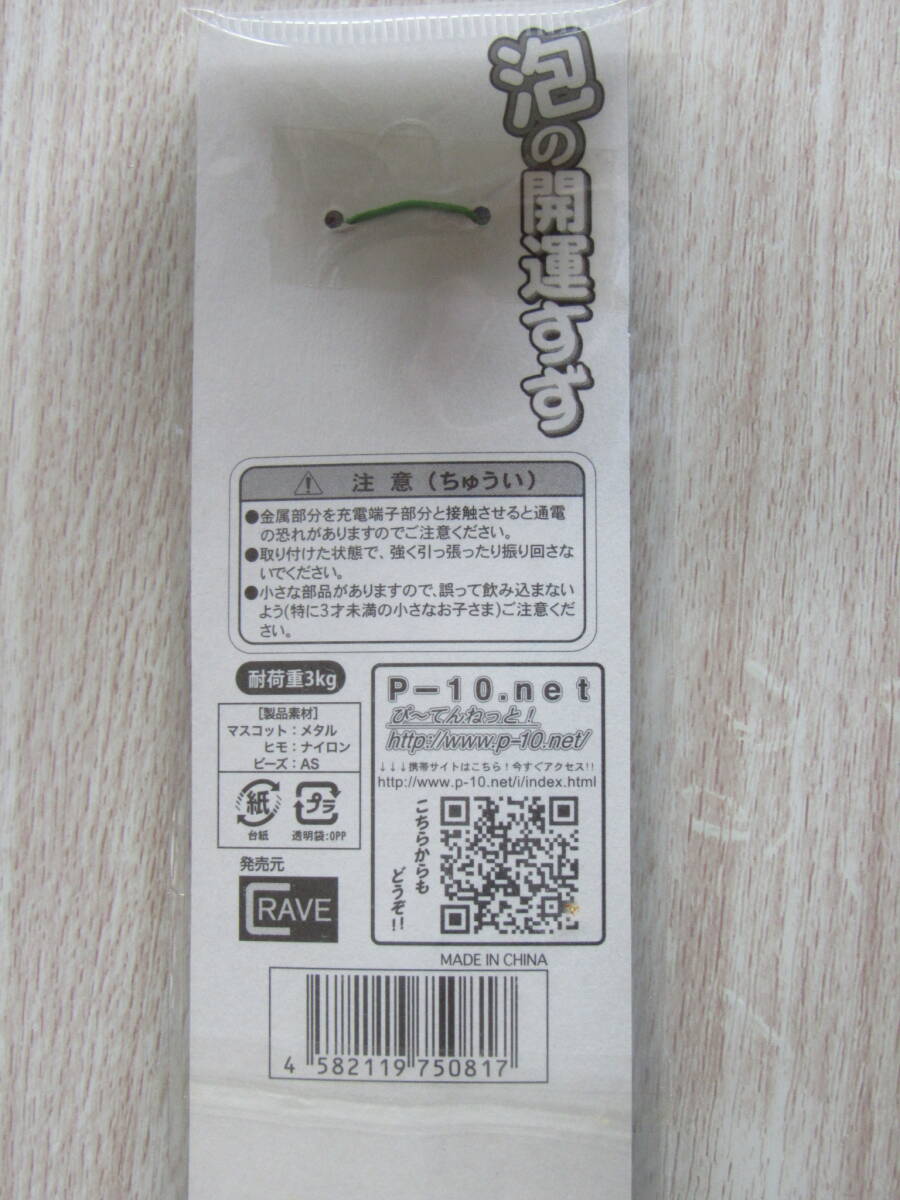 泡の開運すず
注意(ちゅうい)
●金属部分を充電端子部分と接触させると通電
の恐れがありますのでご注意ください。
●取り付けた状態で、強く引っ張ったり振り回さな
いでください。
●小さな部品がありますので、誤って飲み込まない
よう(特に3才未満の小さなお子さま)ご注意くだ
さい。
耐荷重3kg
[製品素材]
マスコット：メタル
ヒモ：ナイロン
ビーズ：AS
紙
台紙
プラ
透明袋:OPP
発売元
CRAVE
P-10.net
ぴ～てんねっと!
http://www.p-10.net/
↓↓↓携帯サイトはこちら!今すぐアクセス!!
http://www.p-10.net/i/index.html
こちらからも
どうぞ!!
MADE IN CHINA
4 582119 750817